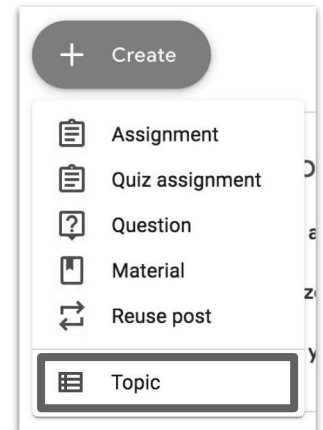 Create
Assignment
Quiz assignment
Question
Material
Reuse post
Topic